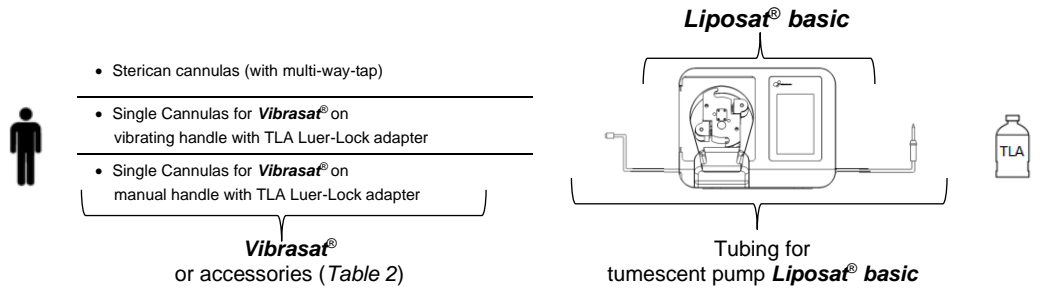 Liposat® basic
• Sterican cannulas (with multi-way-tap)
• Single Cannulas for Vibrasat® on
vibrating handle with TLA Luer-Lock adapter
• Single Cannulas for Vibrasat® on
manual handle with TLA Luer-Lock adapter
TLA
Vibrasat®
or accessories (Table 2)
Tubing for
tumescent pump Liposat® basic